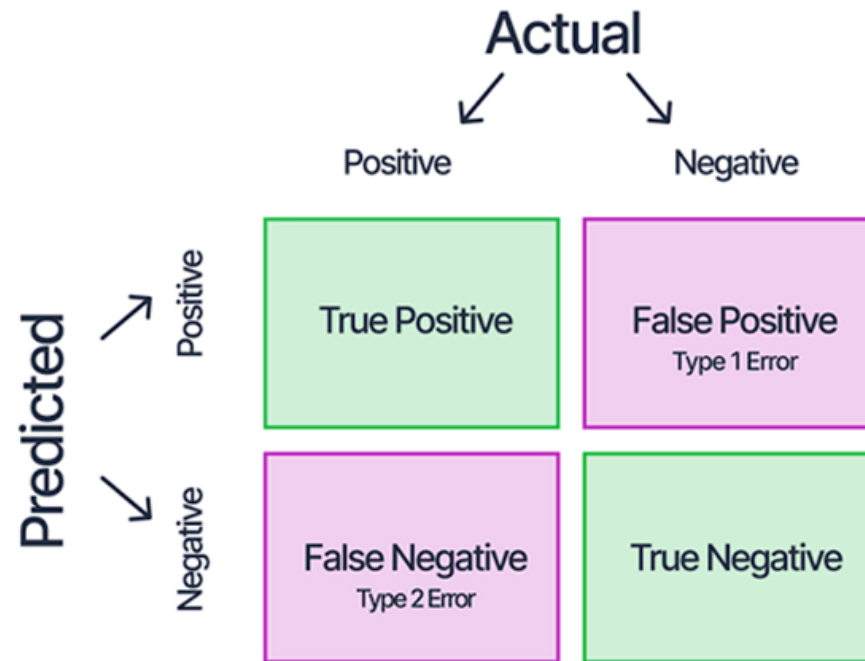 Actual
Positive
Negative
Predicted
Positive
True Positive
False Positive
Type 1 Error
Negative
False Negative
Type 2 Error
True Negative